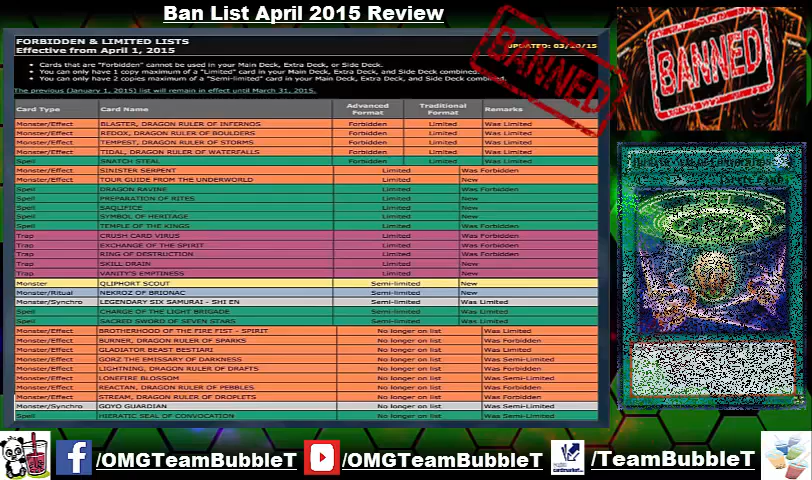 Ban List April 2015 Review
FORBIDDEN & LIMITED LISTS
Effective from April 1, 2015
UPDATED: 03/20/15
• Cards that are "Forbidden" cannot be used in your Main Deck, Extra Deck, or Side Deck.
• You can only have 1 copy maximum of a "Limited" card in your Main Deck, Extra Deck, and Side Deck combined.
• You can only have 2 copies maximum of a "Semi-limited" card in your Main Deck, Extra Deck, and Side Deck combined.
The previous (January 1, 2015) list will remain in effect until March 31, 2015.
Card Type Card Name Advanced Format Traditional Format Remarks
Monster/Effect BLASTER, DRAGON RULER OF INFERNOS Forbidden Limited Was Limited
Monster/Effect REDOX, DRAGON RULER OF BOULDERS Forbidden Limited Was Limited
Monster/Effect TEMPEST, DRAGON RULER OF STORMS Forbidden Limited Was Limited
Monster/Effect TIDAL, DRAGON RULER OF WATERFALLS Forbidden Limited Was Limited
Spell SNATCH STEAL Forbidden Limited Was Limited
Monster/Effect SINISTER SERPENT Limited Was Forbidden
Monster/Effect TOUR GUIDE FROM THE UNDERWORLD Limited New
Spell DRAGON RAVINE Limited Was Forbidden
Spell PREPARATION OF RITES Limited New
Spell SAQLIFICE Limited New
Spell SYMBOL OF HERITAGE Limited New
Spell TEMPLE OF THE KINGS Limited Was Forbidden
Trap CRUSH CARD VIRUS Limited Was Forbidden
Trap EXCHANGE OF THE SPIRIT Limited Was Forbidden
Trap RING OF DESTRUCTION Limited Was Forbidden
Trap SKILL DRAIN Limited New
Trap VANITY'S EMPTINESS Limited New
Monster QLIPHORT SCOUT Semi-limited New
Monster/Ritual NEKROZ OF BRIONAC Semi-limited New
Monster/Synchro LEGENDARY SIX SAMURAI - SHI EN Semi-limited Was Limited
Spell CHARGE OF THE LIGHT BRIGADE Semi-limited Was Limited
Spell SACRED SWORD OF SEVEN STARS Semi-limited Was Limited
Monster/Effect BROTHERHOOD OF THE FIRE FIST - SPIRIT No longer on list Was Limited
Monster/Effect BURNER, DRAGON RULER OF SPARKS No longer on list Was Forbidden
Monster/Effect GLADIATOR BEAST BESTIARI No longer on list Was Limited
Monster/Effect GORZ THE EMISSARY OF DARKNESS No longer on list Was Semi-Limited
Monster/Effect LIGHTNING, DRAGON RULER OF DRAFTS No longer on list Was Forbidden
Monster/Effect LONEFIRE BLOSSOM No longer on list Was Semi-Limited
Monster/Effect REACTAN, DRAGON RULER OF PEBBLES No longer on list Was Forbidden
Monster/Effect STREAM, DRAGON RULER OF DROPLETS No longer on list Was Forbidden
Monster/Synchro GOYO GUARDIAN No longer on list Was Semi-Limited
Spell HIERATIC SEAL OF CONVOCATION No longer on list Was Semi-Limited
BANNED
BANNED
/OMGTeamBubbleT
/OMGTeamBubbleT
/TeamBubbleT